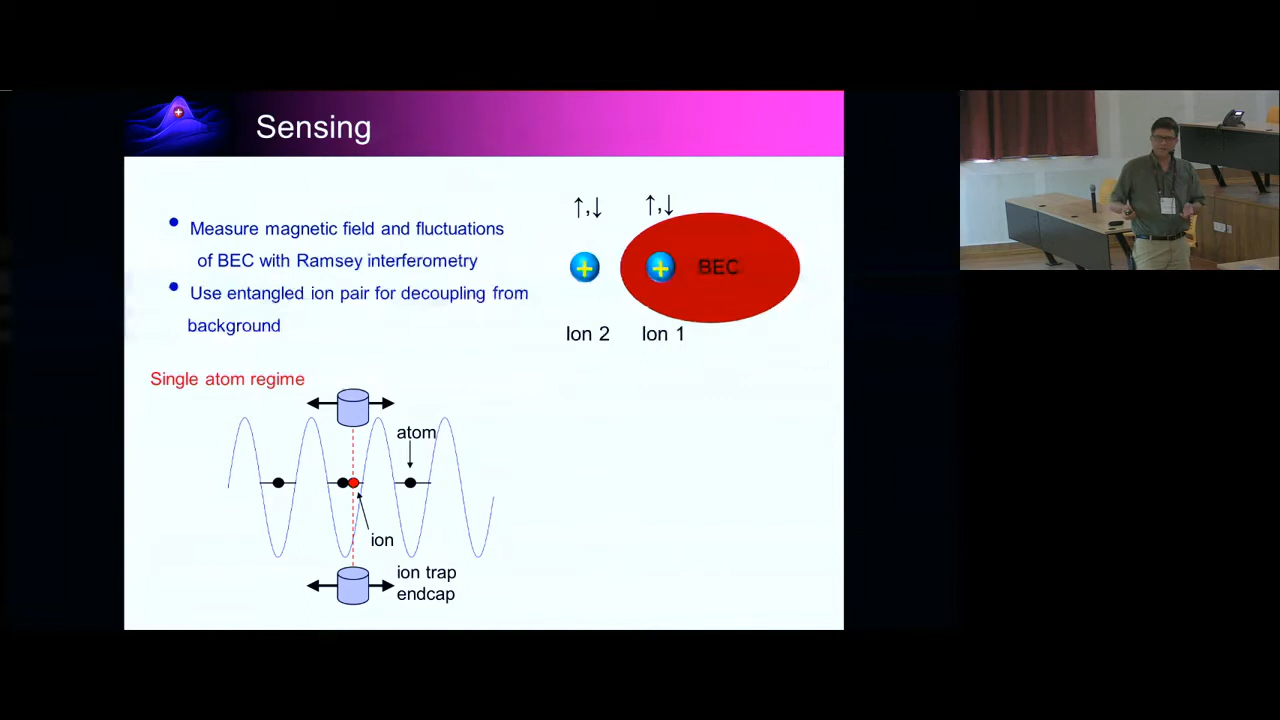 Sensing
• Measure magnetic field and fluctuations
of BEC with Ramsey interferometry
• Use entangled ion pair for decoupling from
background
↑,↓ ↑,↓
+ + BEC
Ion 2 Ion 1
Single atom regime
atom
ion
ion trap
endcap